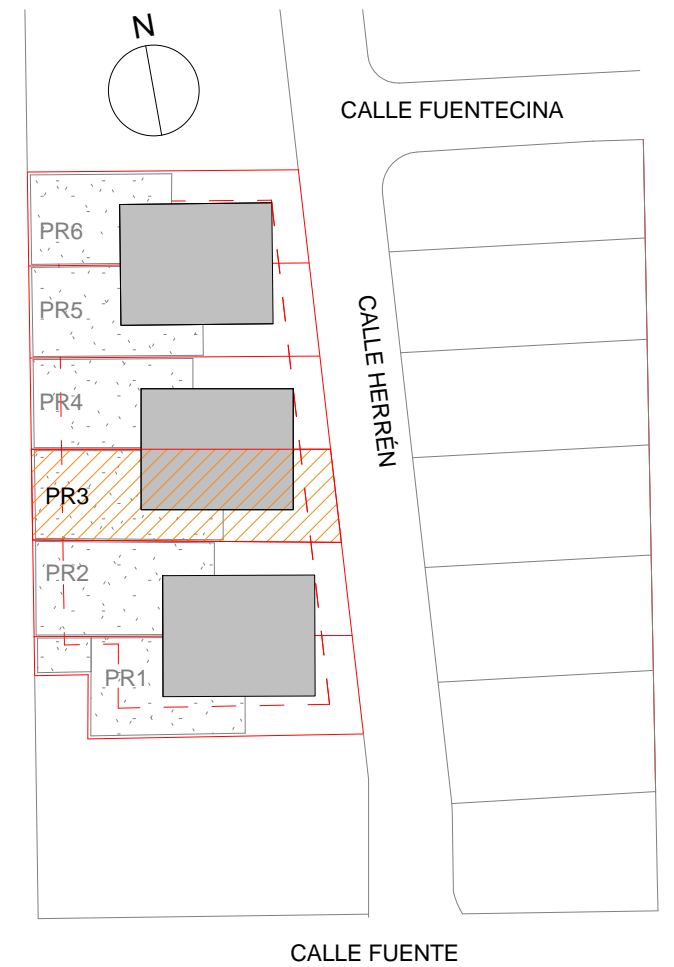 N
CALLE FUENTECINA
PR6
PR5
CALLE HERRÉN
PR4
PR3
PR2
PR1
CALLE FUENTE